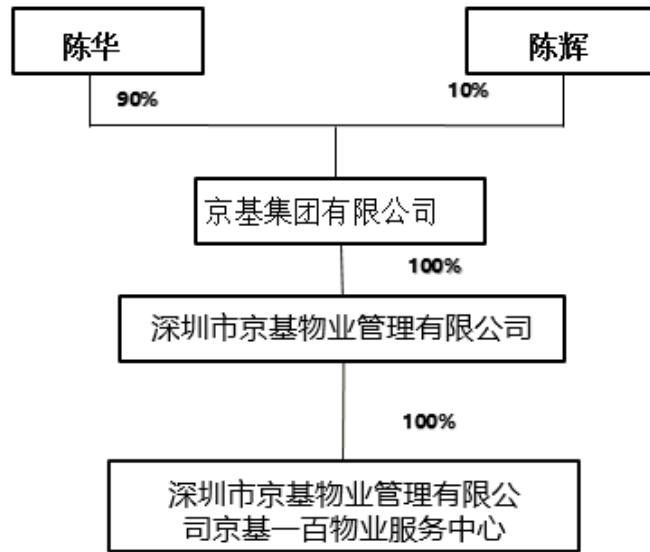 陈华
陈辉
90%
10%
京基集团有限公司
100%
深圳市京基物业管理有限公司
100%
深圳市京基物业管理有限公
司京基一百物业服务中心